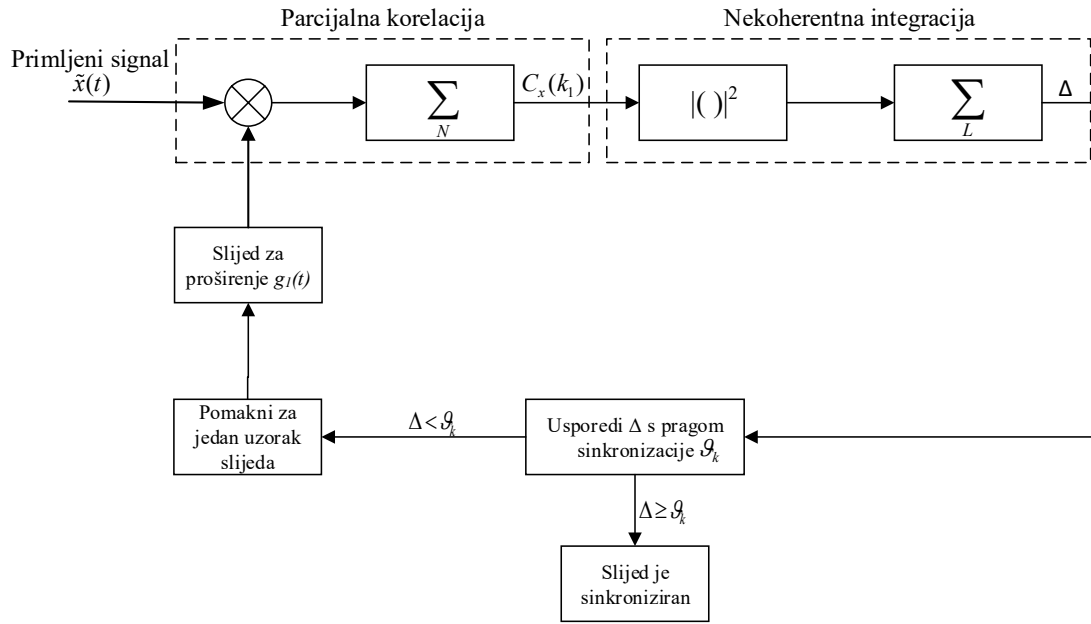 Parcijalna korelacija
Nekoherentna integracija
Primljeni signal
x̃(t)
∑
N
C_x(k_1)
|( )|²
∑
L
Δ
Slijed za
proširenje g_1(t)
Pomakni za
jedan uzorak
slijeda
Δ < ϑ_k
Usporedi Δ s pragom
sinkronizacije ϑ_k
Δ ≥ ϑ_k
Slijed je
sinkroniziran